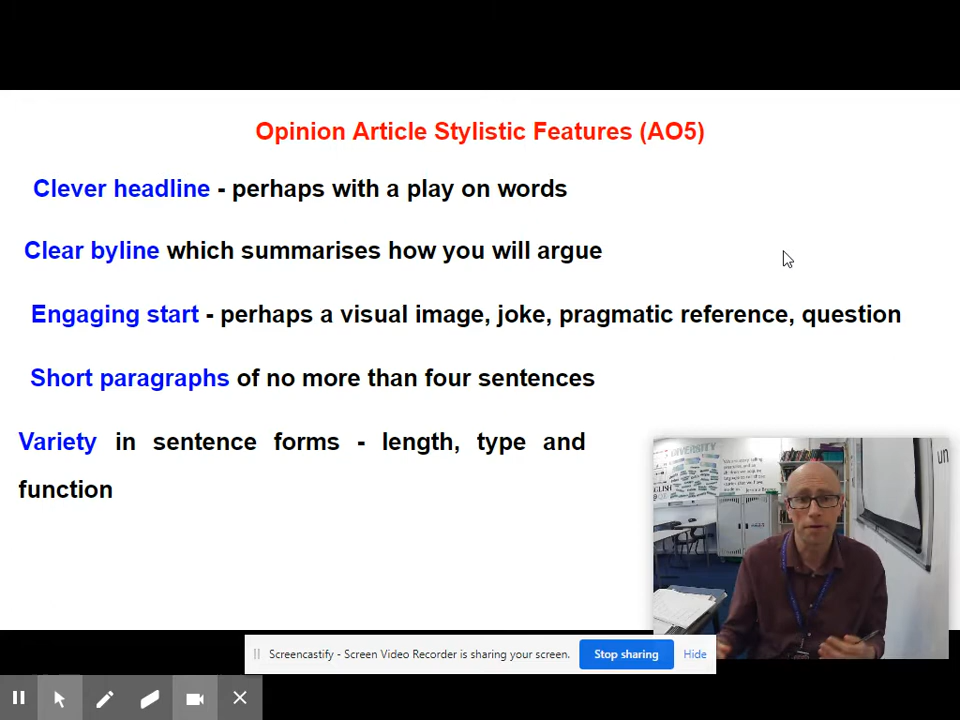 Opinion Article Stylistic Features (AO5)
Clever headline - perhaps with a play on words
Clear byline which summarises how you will argue
Engaging start - perhaps a visual image, joke, pragmatic reference, question
Short paragraphs of no more than four sentences
Variety in sentence forms - length, type and
function
DIVERSITY
un
Screencastify - Screen Video Recorder is sharing your screen.
Stop sharing
Hide